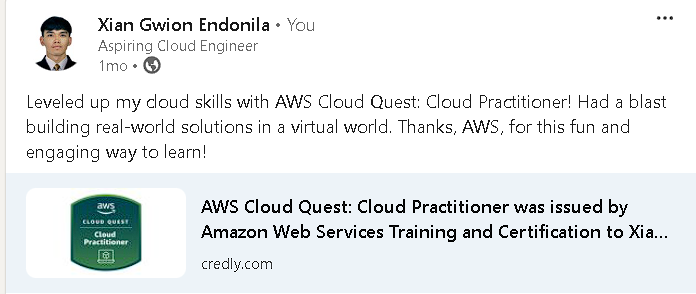 Xian Gwion Endonila • You
Aspiring Cloud Engineer
1mo •
Leveled up my cloud skills with AWS Cloud Quest: Cloud Practitioner! Had a blast
building real-world solutions in a virtual world. Thanks, AWS, for this fun and
engaging way to learn!
aws
CLOUD QUEST
Cloud
Practitioner
AWS Cloud Quest: Cloud Practitioner was issued by
Amazon Web Services Training and Certification to Xia...
credly.com